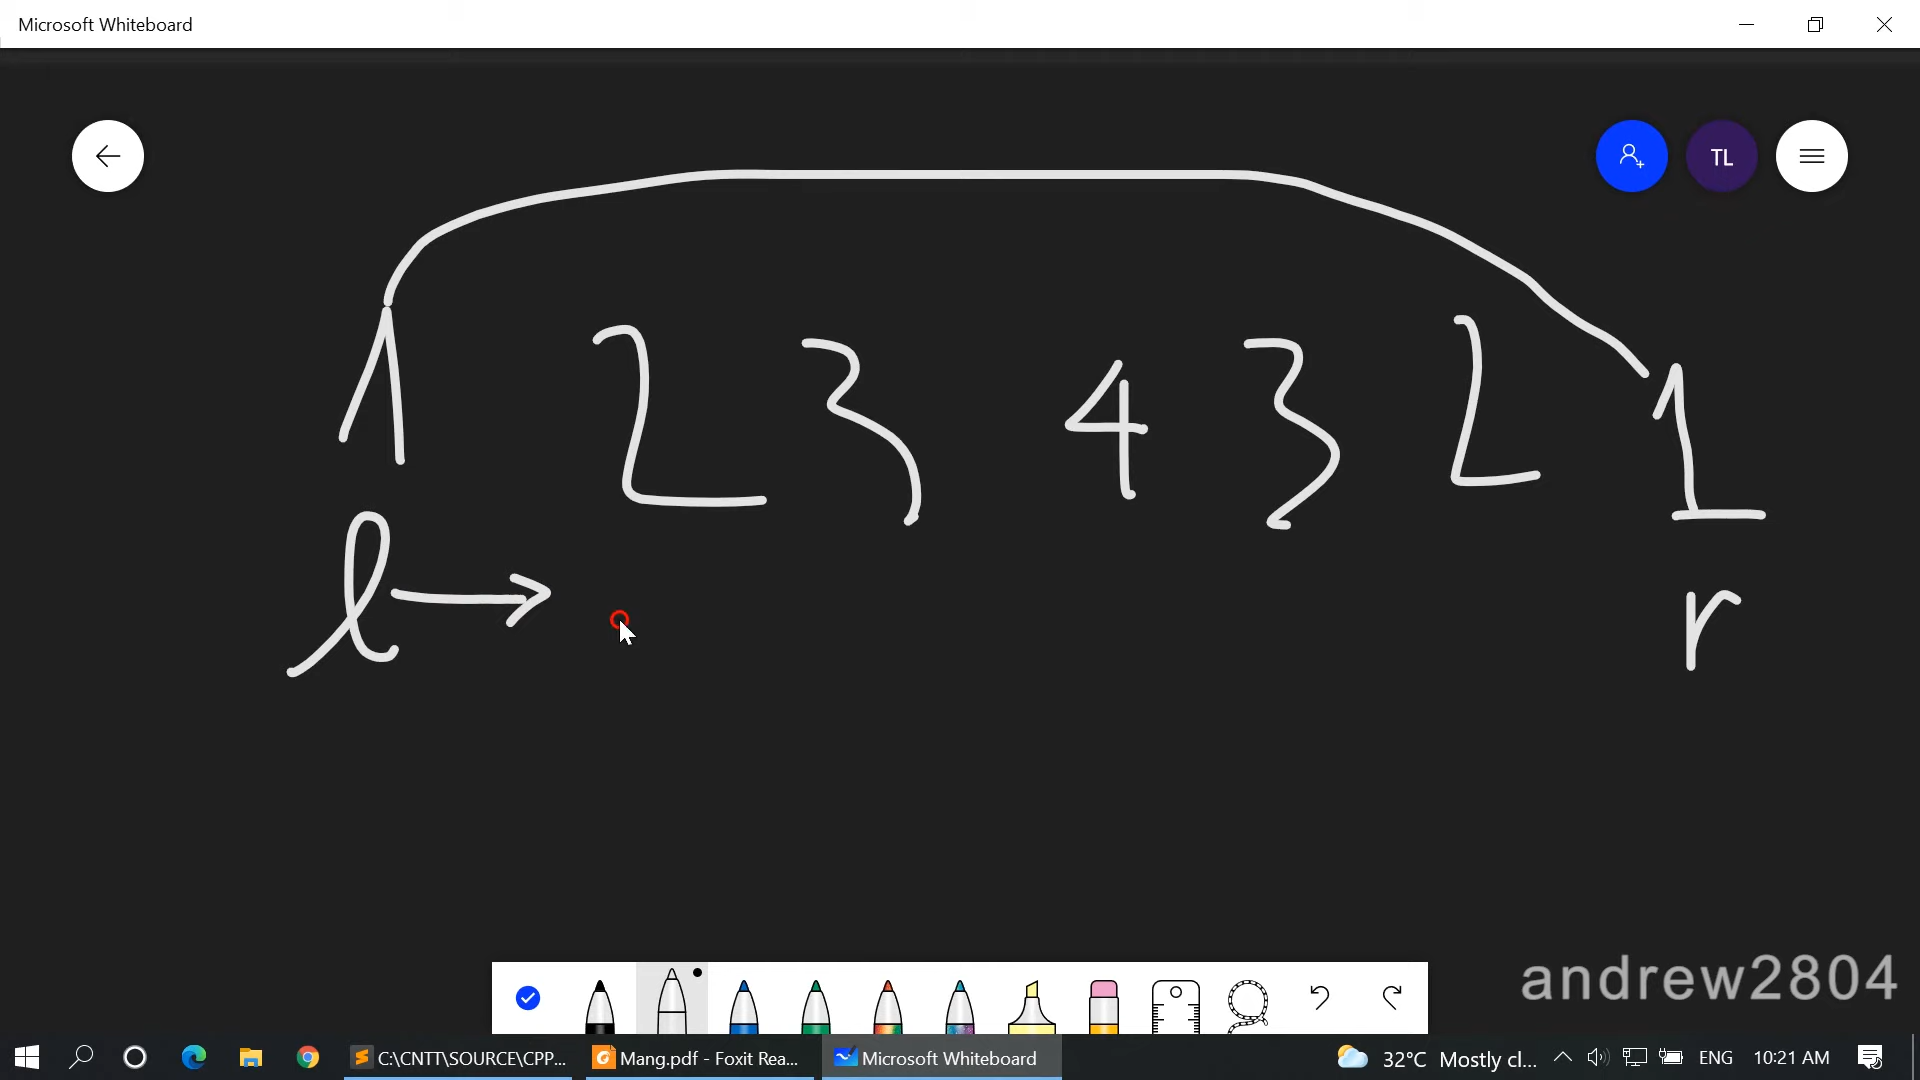 Microsoft Whiteboard
TL
1 2 3 4 3 2 1
l → r
andrew2804
C:\CNTT\SOURCE\CPP...
Mang.pdf - Foxit Rea...
Microsoft Whiteboard
32°C Mostly cl...
ENG
10:21 AM